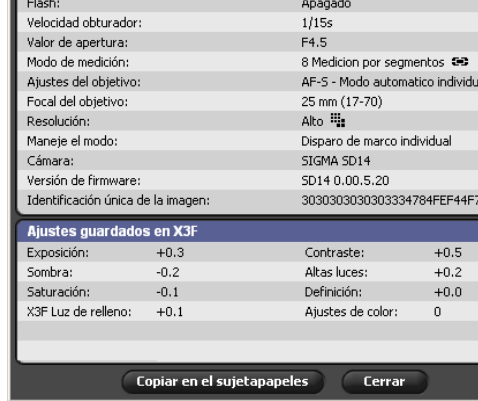 Flash: Apagado
Velocidad obturador: 1/15s
Valor de apertura: F4.5
Modo de medición: 8 Medicion por segmentos
Ajustes del objetivo: AF-S - Modo automatico individu
Focal del objetivo: 25 mm (17-70)
Resolución: Alto
Maneje el modo: Disparo de marco individual
Cámara: SIGMA SD14
Versión de firmware: SD14 0.00.5.20
Identificación única de la imagen: 3030303030303334784FEF44F7
Ajustes guardados en X3F
Exposición: +0.3 Contraste: +0.5
Sombra: -0.2 Altas luces: +0.2
Saturación: -0.1 Definición: +0.0
X3F Luz de relleno: +0.1 Ajustes de color: 0
Copiar en el sujetapapeles Cerrar